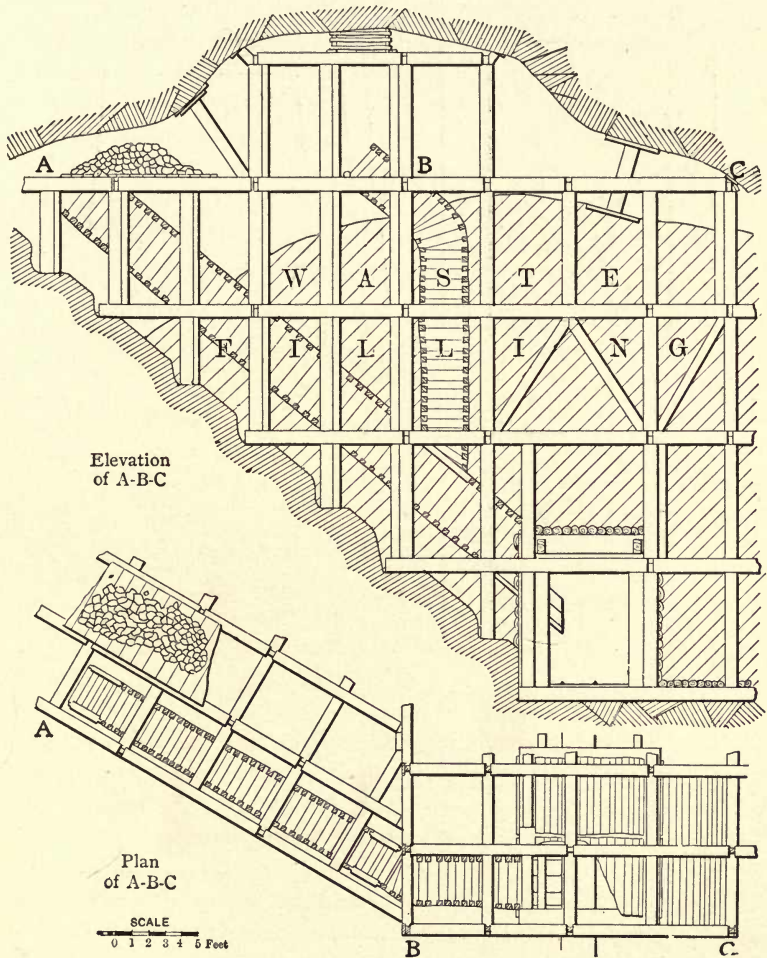 A
B
C
W A S T E
F I L L I N G
Elevation
of A-B-C
A
Plan
of A-B-C
SCALE
0 1 2 3 4 5 Feet
B
C